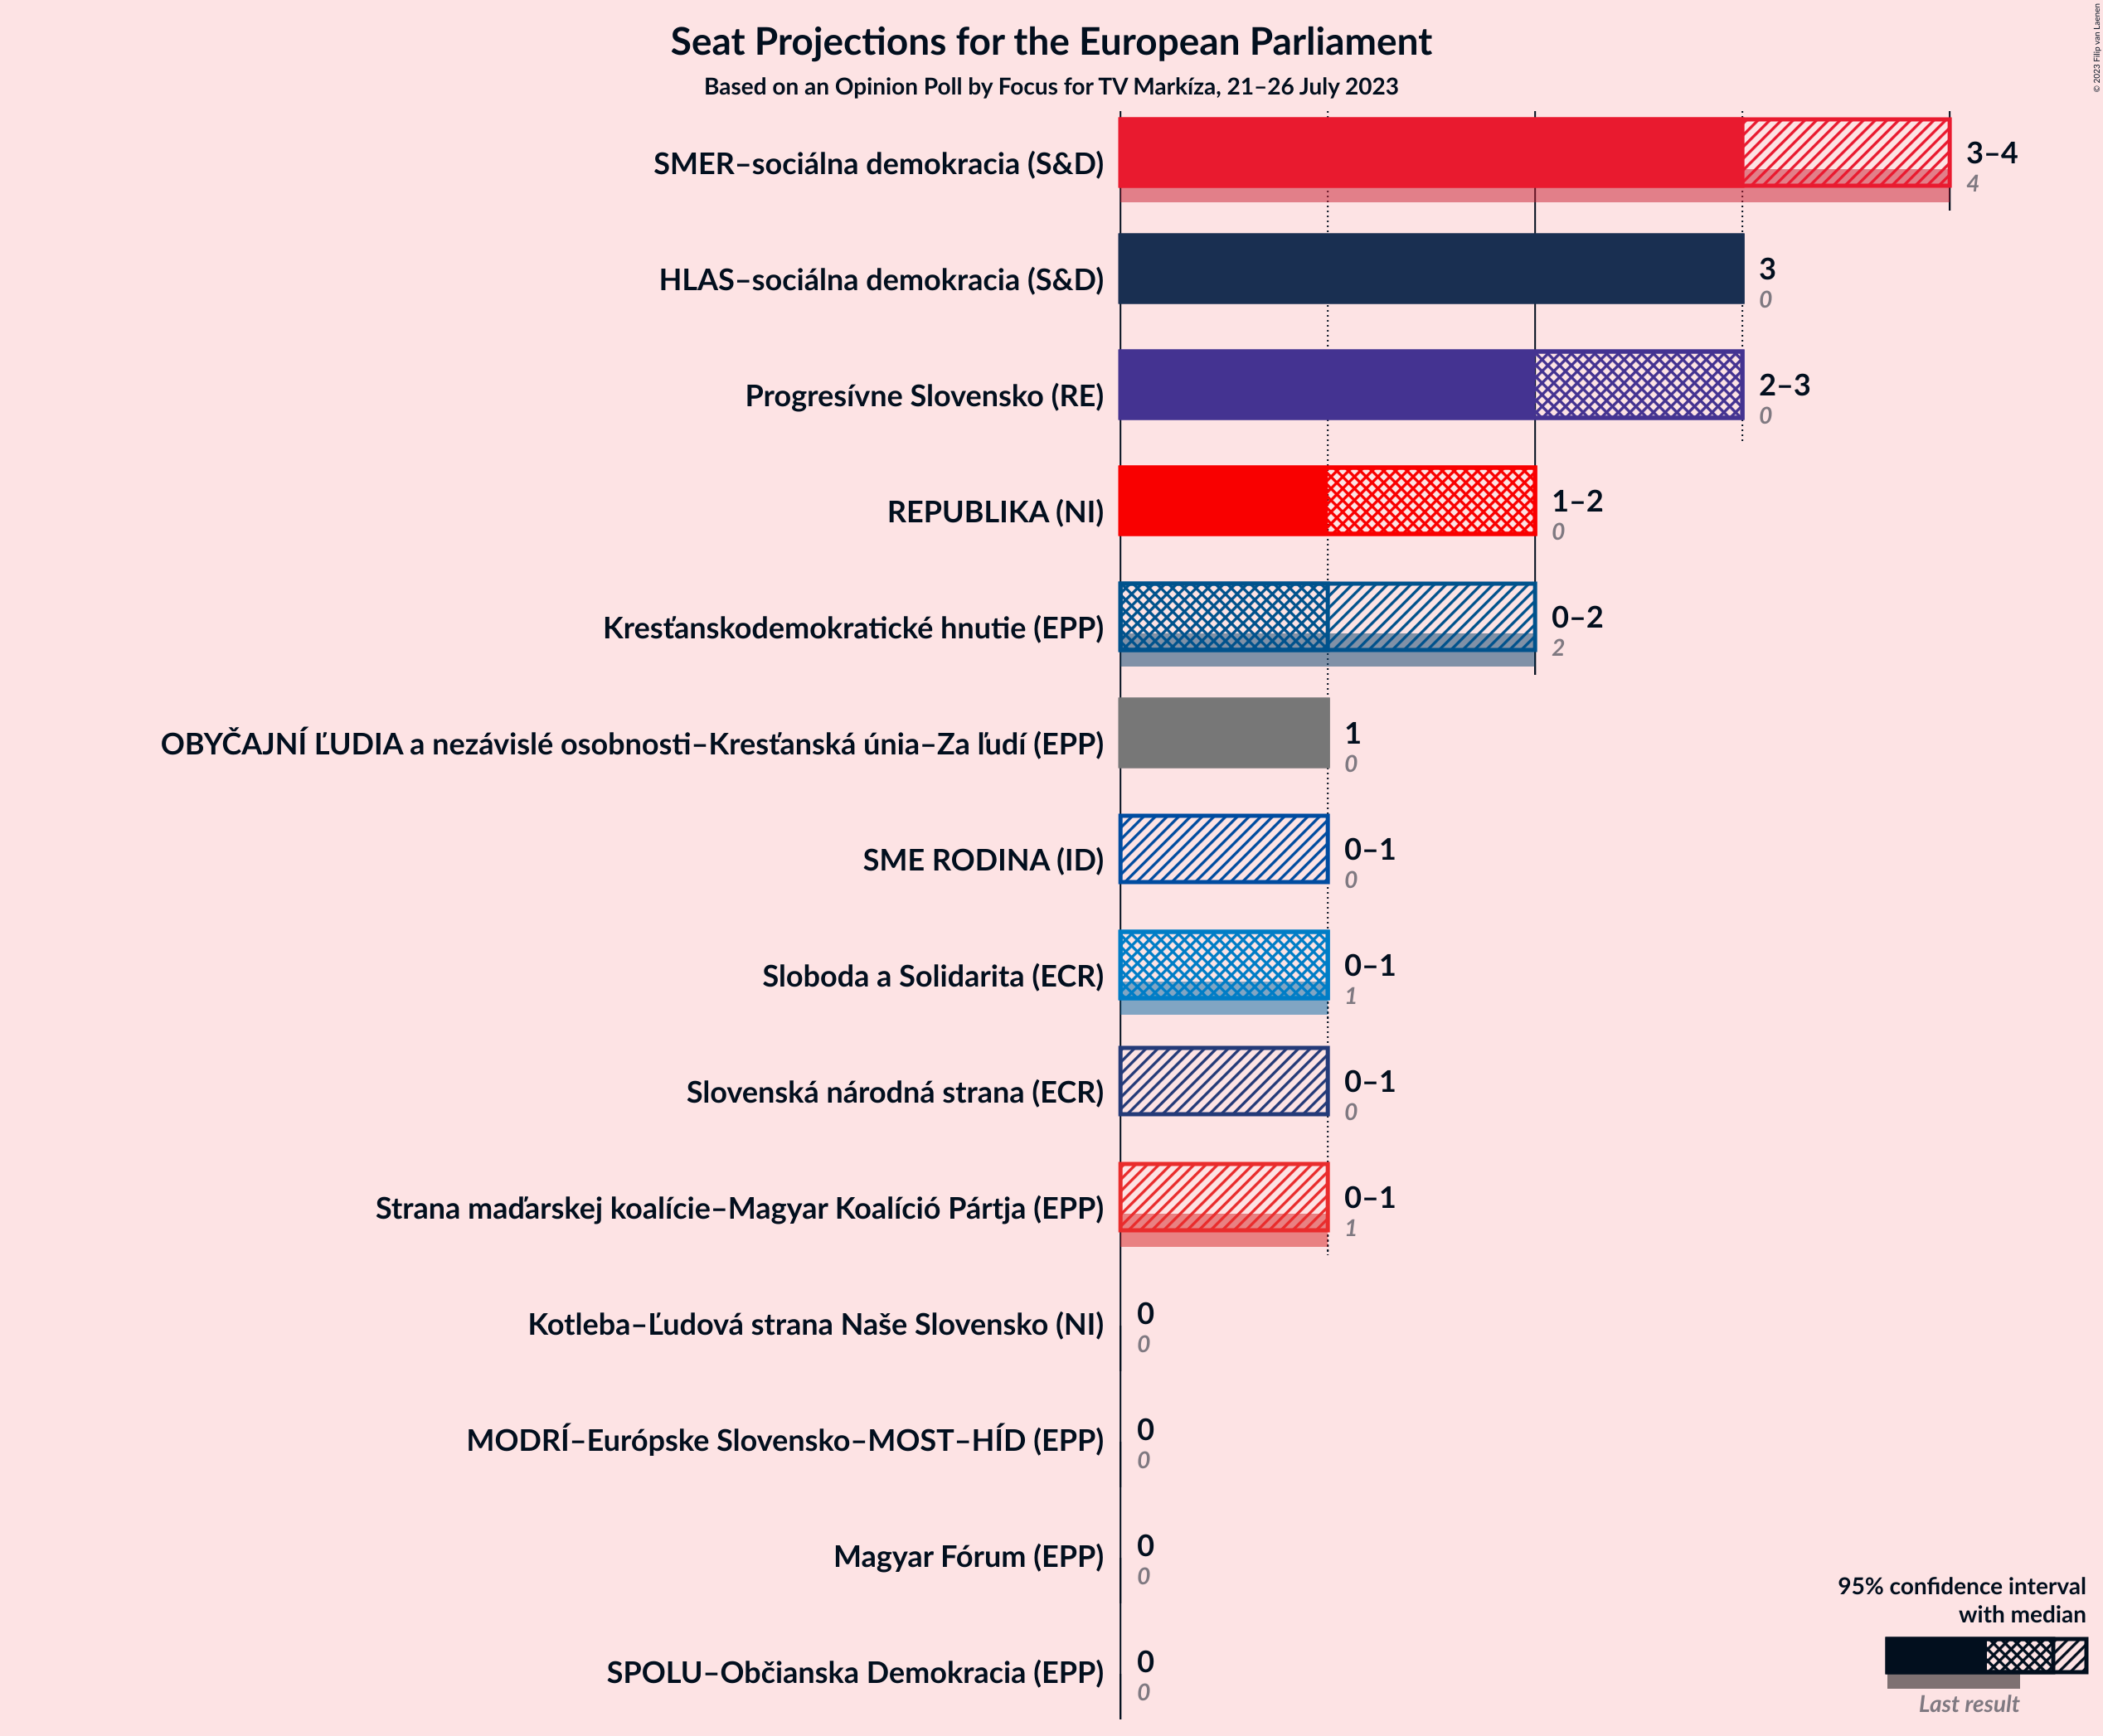 Seat Projections for the European Parliament
Based on an Opinion Poll by Focus for TV Markíza, 21–26 July 2023
© 2023 Filip van Laenen
SMER–sociálna demokracia (S&D)
3–4
4
HLAS–sociálna demokracia (S&D)
3
0
Progresívne Slovensko (RE)
2–3
0
REPUBLIKA (NI)
1–2
0
Kresťanskodemokratické hnutie (EPP)
0–2
2
OBYČAJNÍ ĽUDIA a nezávislé osobnosti–Kresťanská únia–Za ľudí (EPP)
1
0
SME RODINA (ID)
0–1
0
Sloboda a Solidarita (ECR)
0–1
1
Slovenská národná strana (ECR)
0–1
0
Strana maďarskej koalície–Magyar Koalíció Pártja (EPP)
0–1
1
Kotleba–Ľudová strana Naše Slovensko (NI)
0
0
MODRÍ–Európske Slovensko–MOST–HÍD (EPP)
0
0
Magyar Fórum (EPP)
0
0
SPOLU–Občianska Demokracia (EPP)
0
0
95% confidence interval
with median
Last result